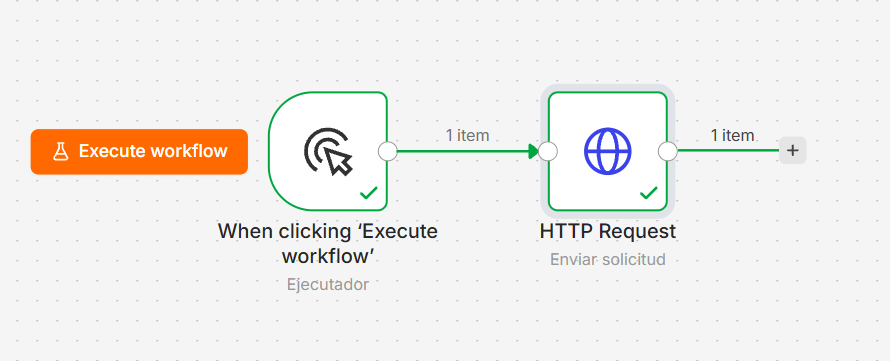 Execute workflow
1 item
1 item
When clicking ‘Execute
workflow’
Ejecutador
HTTP Request
Enviar solicitud